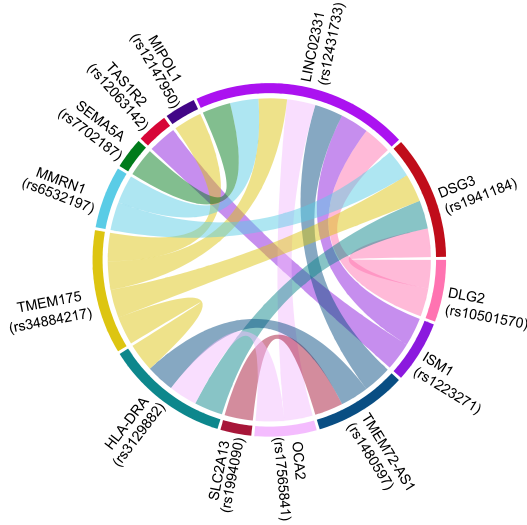 LINC02331
(rs12431733)
DSG3
(rs1941184)
DLG2
(rs10501570)
ISM1
(rs1223271)
TMEM72-AS1
(rs1480597)
OCA2
(rs17565841)
SLC2A13
(rs1994090)
HLA-DRA
(rs3129882)
TMEM175
(rs34884217)
MMRN1
(rs6532197)
SEMA5A
(rs7702187)
TAS1R2
(rs12063142)
MIPOL1
(rs12147950)